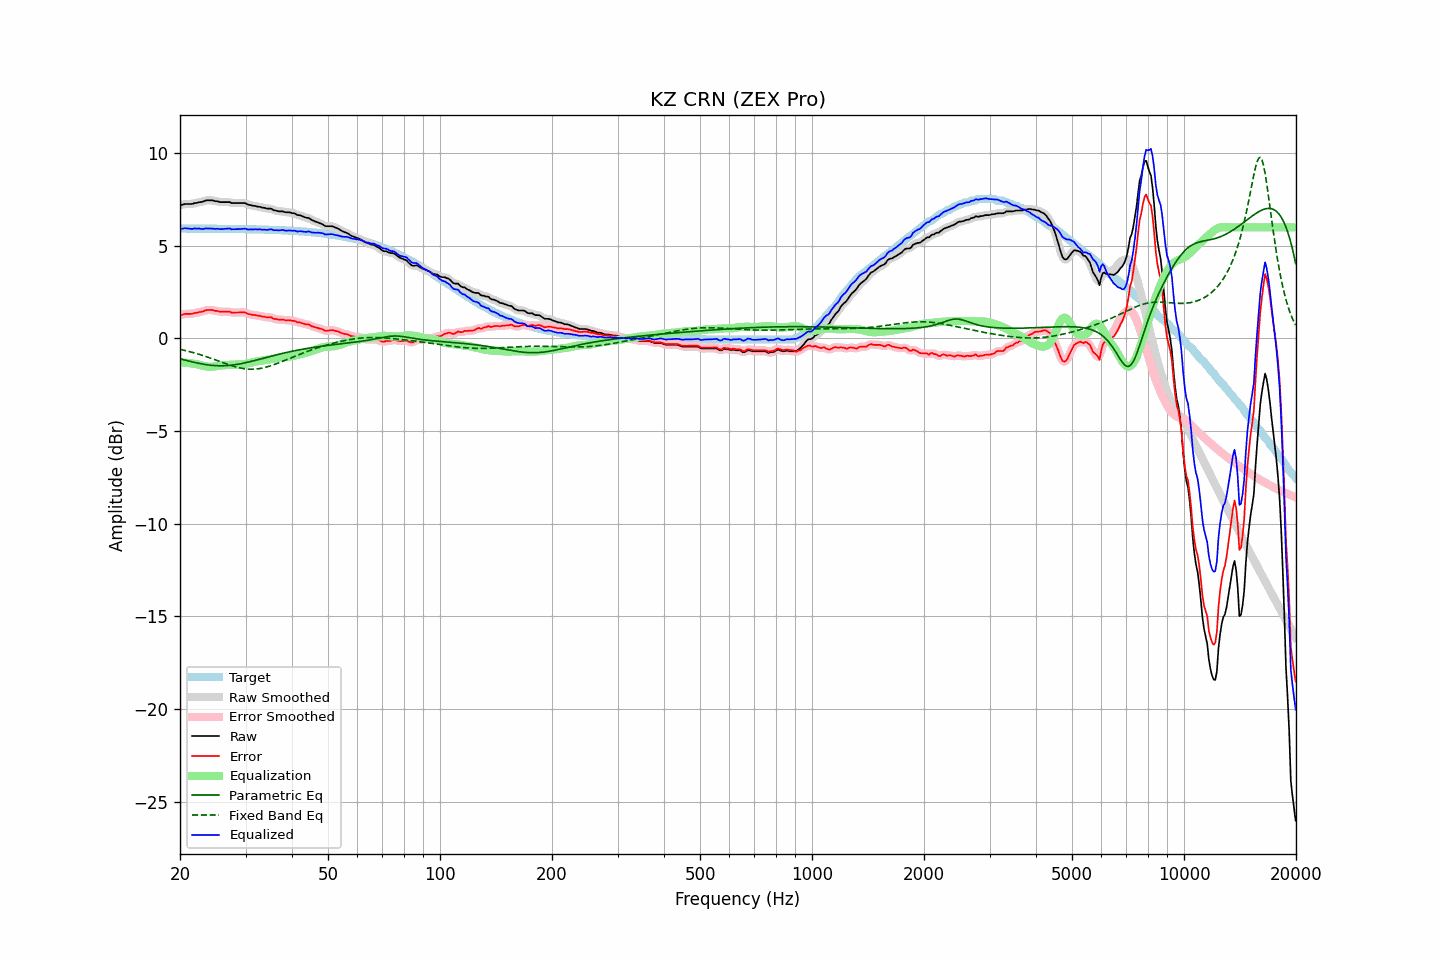 KZ CRN (ZEX Pro)
Amplitude (dBr)
10
5
0
−5
−10
−15
−20
−25
Target
Raw Smoothed
Error Smoothed
Raw
Error
Equalization
Parametric Eq
Fixed Band Eq
Equalized
20 50 100 200 500 1000 2000 5000 10000 20000
Frequency (Hz)